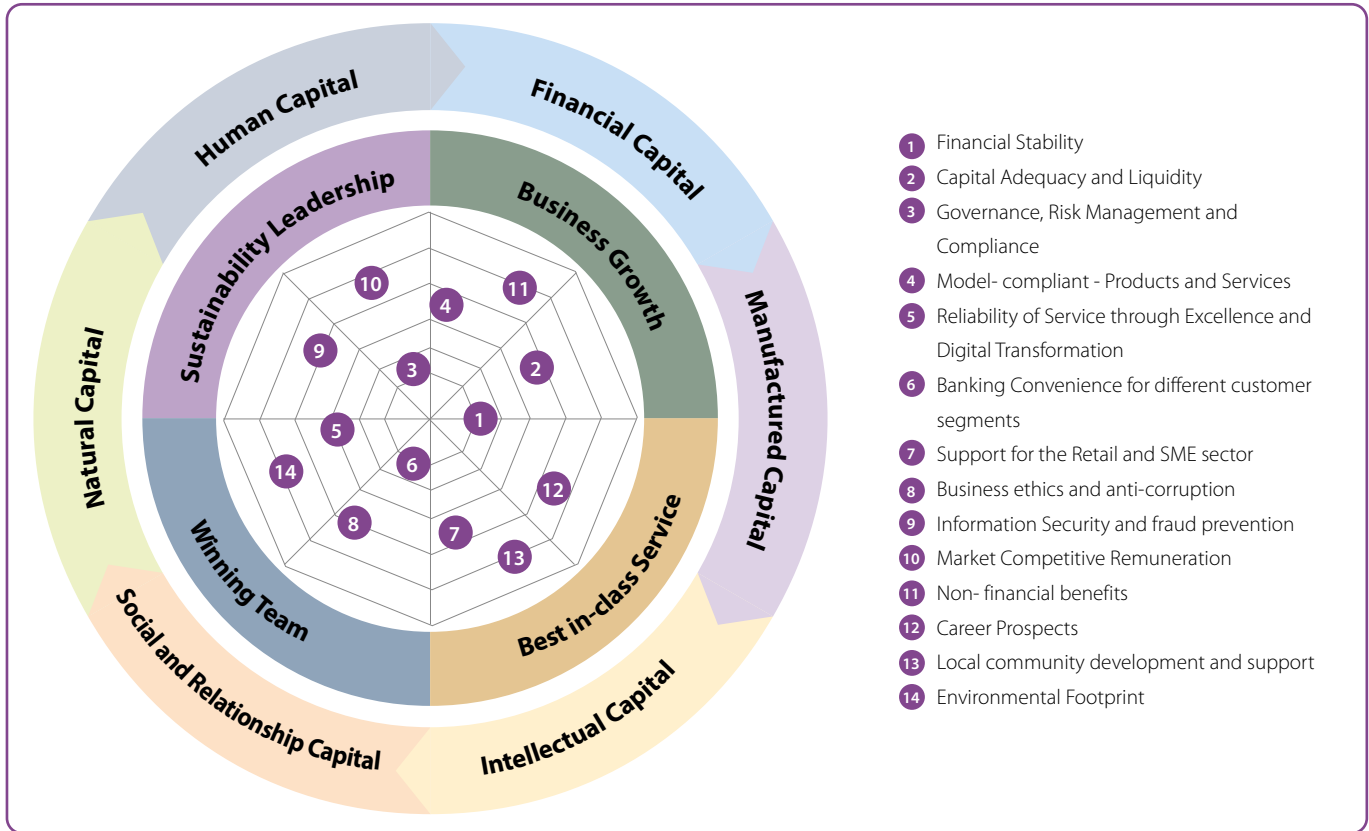 Human Capital
Financial Capital
Manufactured Capital
Intellectual Capital
Social and Relationship Capital
Natural Capital
Sustainability Leadership
Business Growth
Best in-class Service
Winning Team
10
11
4
9
3
2
1
5
6
14
12
8
7
13
1 Financial Stability
2 Capital Adequacy and Liquidity
3 Governance, Risk Management and
Compliance
4 Model- compliant - Products and Services
5 Reliability of Service through Excellence and
Digital Transformation
6 Banking Convenience for different customer
segments
7 Support for the Retail and SME sector
8 Business ethics and anti-corruption
9 Information Security and fraud prevention
10 Market Competitive Remuneration
11 Non- financial benefits
12 Career Prospects
13 Local community development and support
14 Environmental Footprint